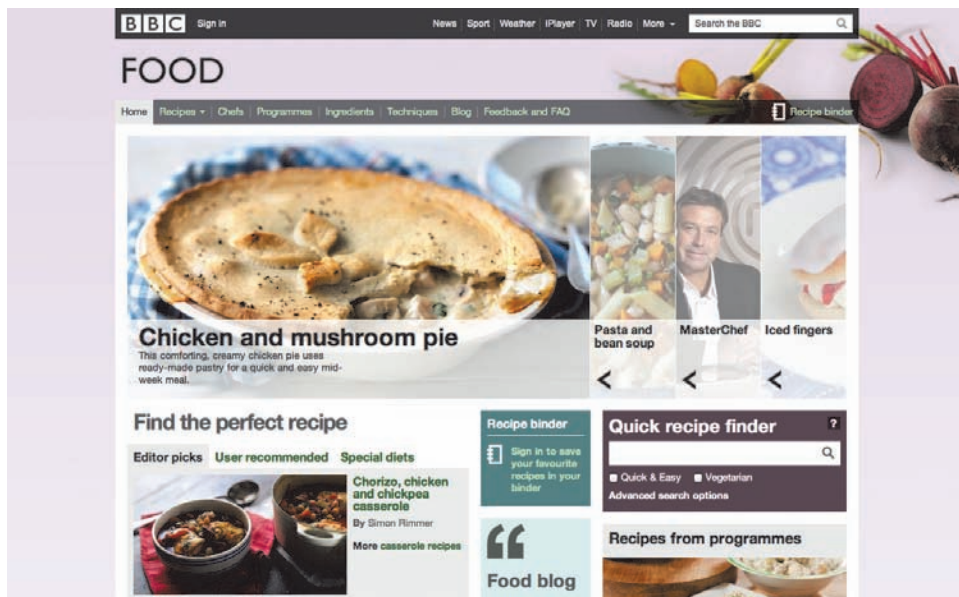 BBC Sign in News Sport Weather iPlayer TV Radio More Search the BBC
FOOD
Home Recipes Chefs Programmes Ingredients Techniques Blog Feedback and FAQ Recipe binder
Chicken and mushroom pie
This comforting, creamy chicken pie uses
ready-made pastry for a quick and easy mid-
week meal.
Pasta and
bean soup
<
MasterChef
<
Iced fingers
<
Find the perfect recipe
Editor picks User recommended Special diets
Chorizo, chicken
and chickpea
casserole
By Simon Rimmer
More casserole recipes
Recipe binder
Sign in to save
your favourite
recipes in your
binder
“
Food blog
Quick recipe finder ?
Quick & Easy Vegetarian
Advanced search options
Recipes from programmes